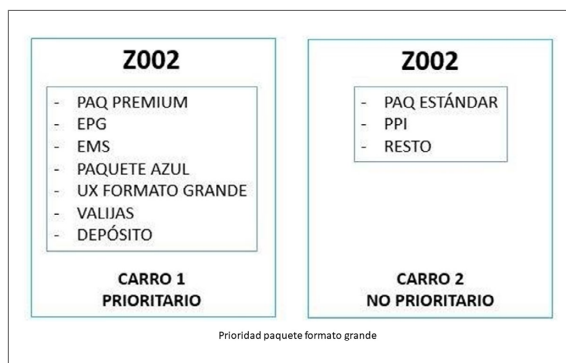 Z002
- PAQ PREMIUM
- EPG
- EMS
- PAQUETE AZUL
- UX FORMATO GRANDE
- VALIJAS
- DEPÓSITO
CARRO 1
PRIORITARIO
Z002
- PAQ ESTÁNDAR
- PPI
- RESTO
CARRO 2
NO PRIORITARIO
Prioridad paquete formato grande